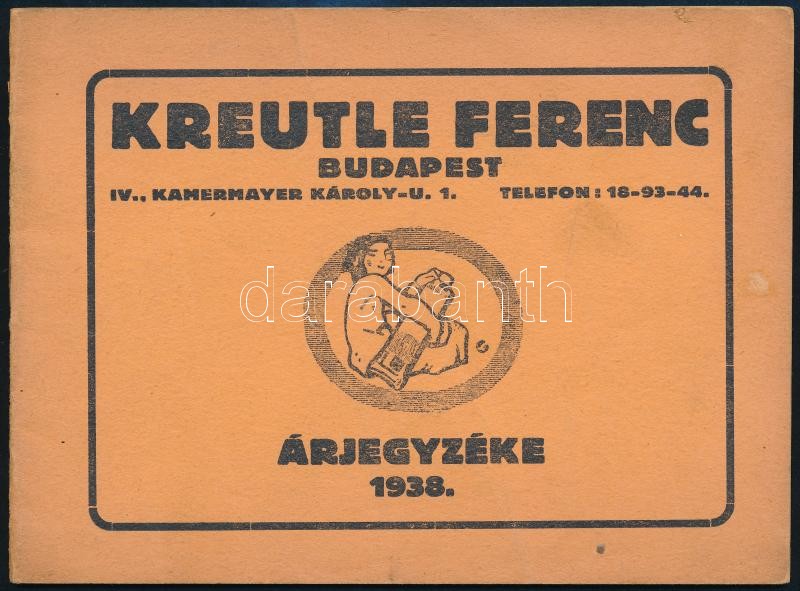 KREUTLE FERENC
BUDAPEST
IV., KAMERMAYER KÁROLY-U. 1. TELEFON: 18-93-44.
darabanth
ÁRJEGYZÉKE
1938.